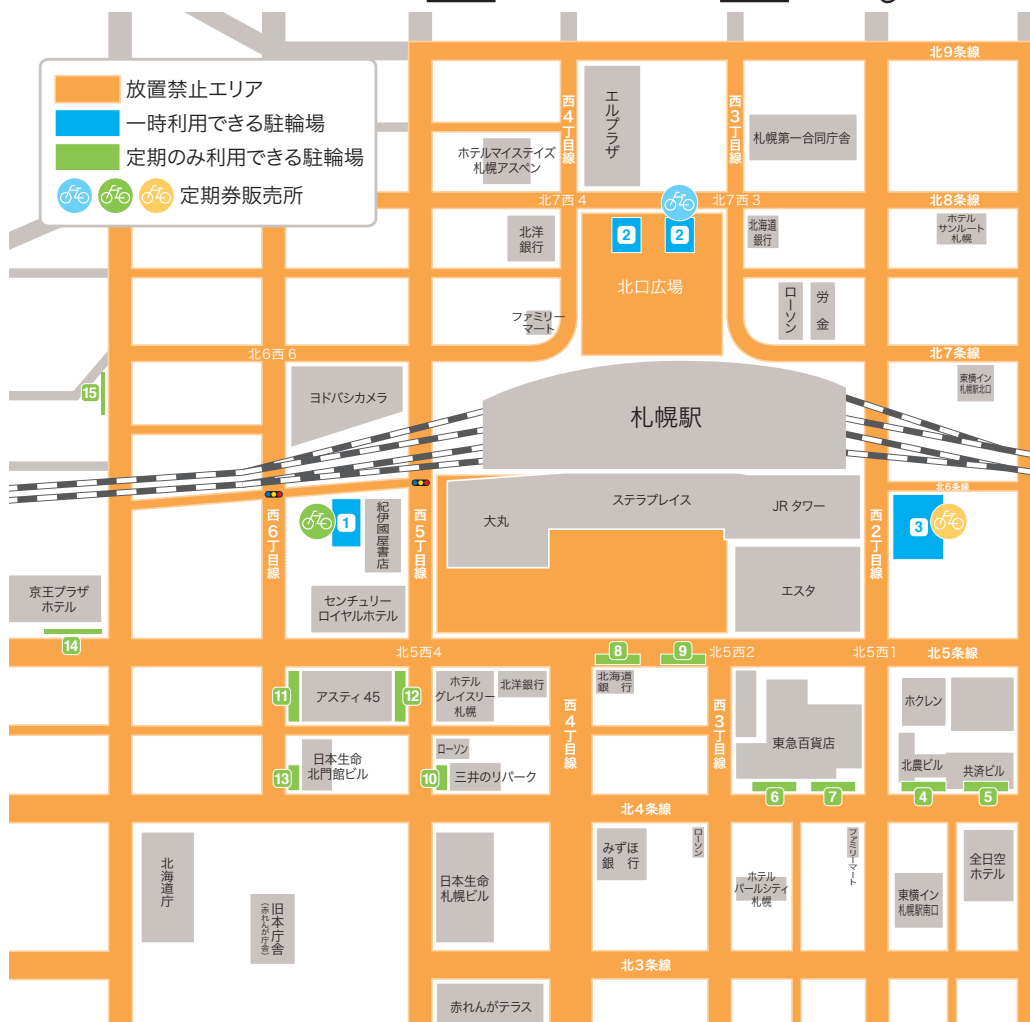 北9条線
放置禁止エリア
一時利用できる駐輪場
定期のみ利用できる駐輪場
定期券販売所
西4丁目線
エルプラザ
西3丁目線
札幌第一合同庁舎
ホテルマイステイズ
札幌アスペン
北7西4
北7西3
北8条線
北洋
銀行
2
2
北海道
銀行
ホテル
サンルート
札幌
北口広場
ローソン
労金
ファミリー
マート
北6西6
北7条線
15
ヨドバシカメラ
札幌駅
東横イン
札幌駅北口
北6条線
西6丁目線
1
紀伊國屋書店
西5丁目線
大丸
ステラプレイス
JRタワー
西2丁目線
3
京王プラザ
ホテル
センチュリー
ロイヤルホテル
エスタ
14
北5西4
8
9
北5西2
北5西1
北5条線
11
アスティ45
12
ホテル
グレイスリー
札幌
北洋銀行
北海道
銀行
西4丁目線
西3丁目線
東急百貨店
ホクレン
13
日本生命
北門館ビル
ローソン
10
三井のリパーク
北農ビル
共済ビル
6
7
4
5
北4条線
北海道庁
旧本庁舎
(赤れんが庁舎)
日本生命
札幌ビル
みずほ
銀行
ローソン
ホテル
パールシティ
札幌
ファミリーマート
東横イン
札幌駅南口
全日空
ホテル
北3条線
赤れんがテラス